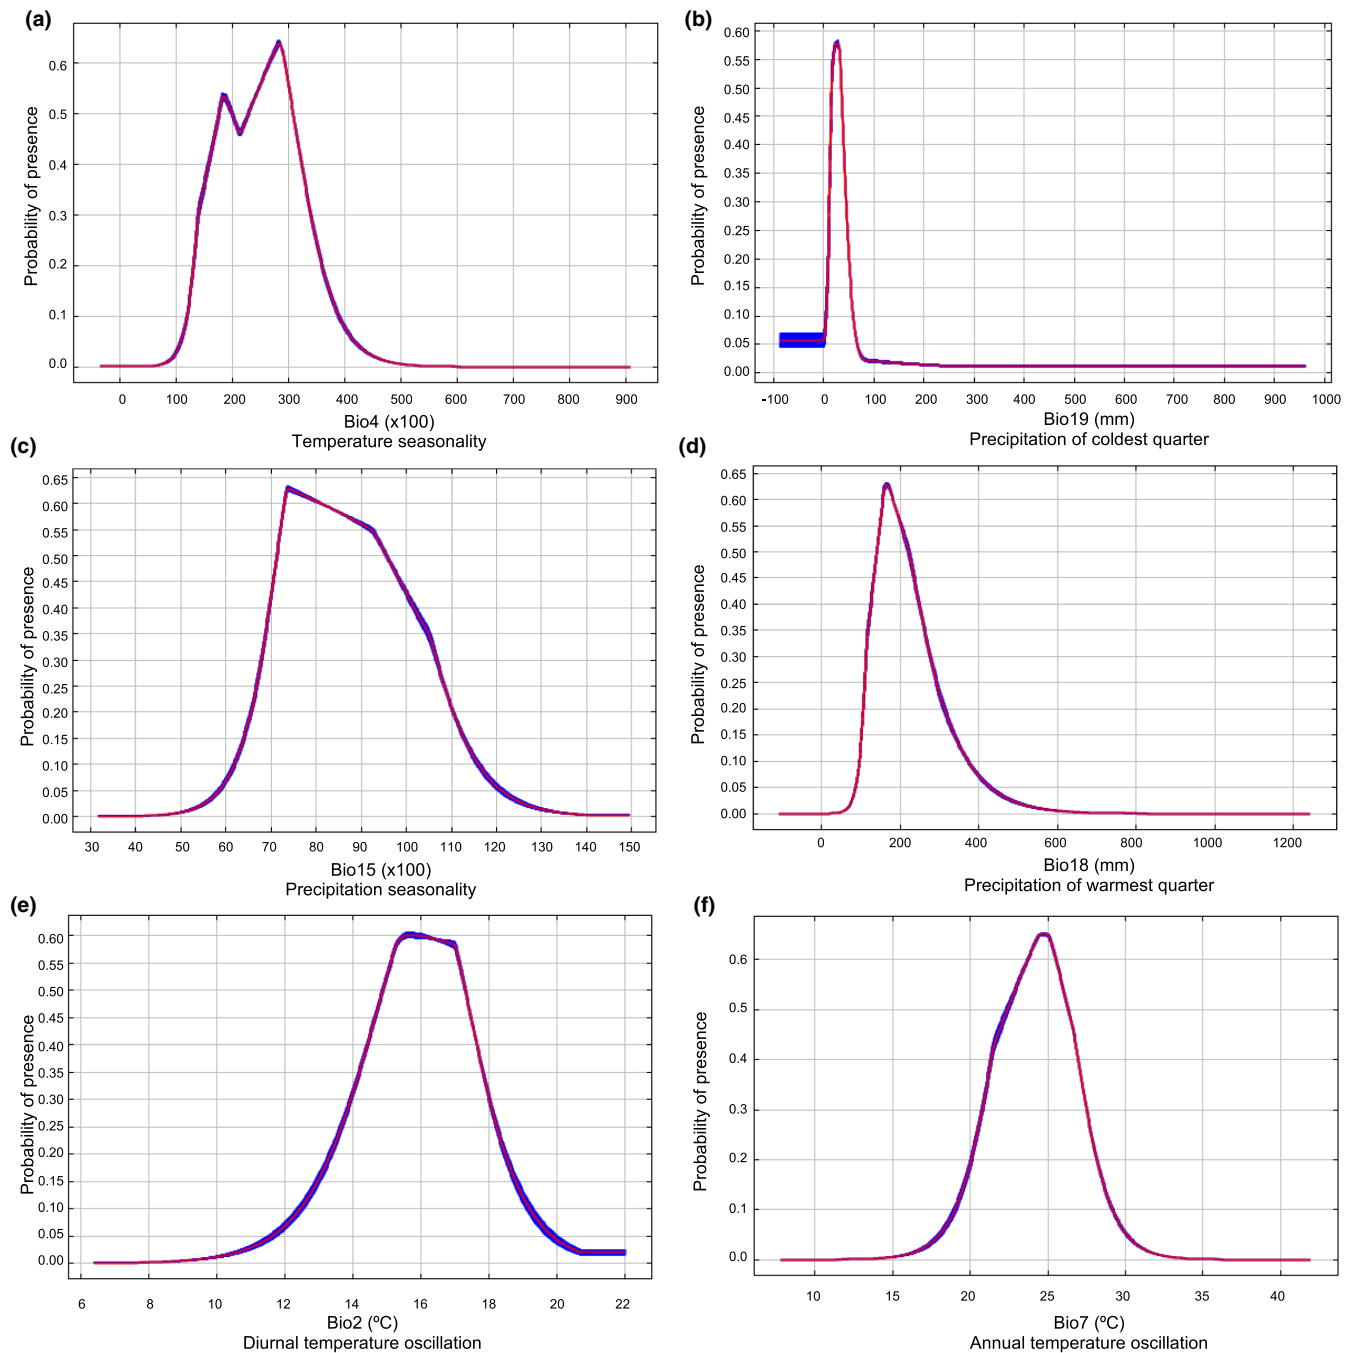 (a)
Probability of presence
0.6
0.5
0.4
0.3
0.2
0.1
0.0
0 100 200 300 400 500 600 700 800 900
Bio4 (x100)
Temperature seasonality
(b)
Probability of presence
0.60
0.55
0.50
0.45
0.40
0.35
0.30
0.25
0.20
0.15
0.10
0.05
0.00
-100 0 100 200 300 400 500 600 700 800 900 1000
Bio19 (mm)
Precipitation of coldest quarter
(c)
Probability of presence
0.65
0.60
0.55
0.50
0.45
0.40
0.35
0.30
0.25
0.20
0.15
0.10
0.05
0.00
30 40 50 60 70 80 90 100 110 120 130 140 150
Bio15 (x100)
Precipitation seasonality
(d)
Probability of presence
0.65
0.60
0.55
0.50
0.45
0.40
0.35
0.30
0.25
0.20
0.15
0.10
0.05
0.00
0 200 400 600 800 1000 1200
Bio18 (mm)
Precipitation of warmest quarter
(e)
Probability of presence
0.60
0.55
0.50
0.45
0.40
0.35
0.30
0.25
0.20
0.15
0.10
0.05
0.00
6 8 10 12 14 16 18 20 22
Bio2 (ºC)
Diurnal temperature oscillation
(f)
Probability of presence
0.6
0.5
0.4
0.3
0.2
0.1
0.0
10 15 20 25 30 35 40
Bio7 (ºC)
Annual temperature oscillation